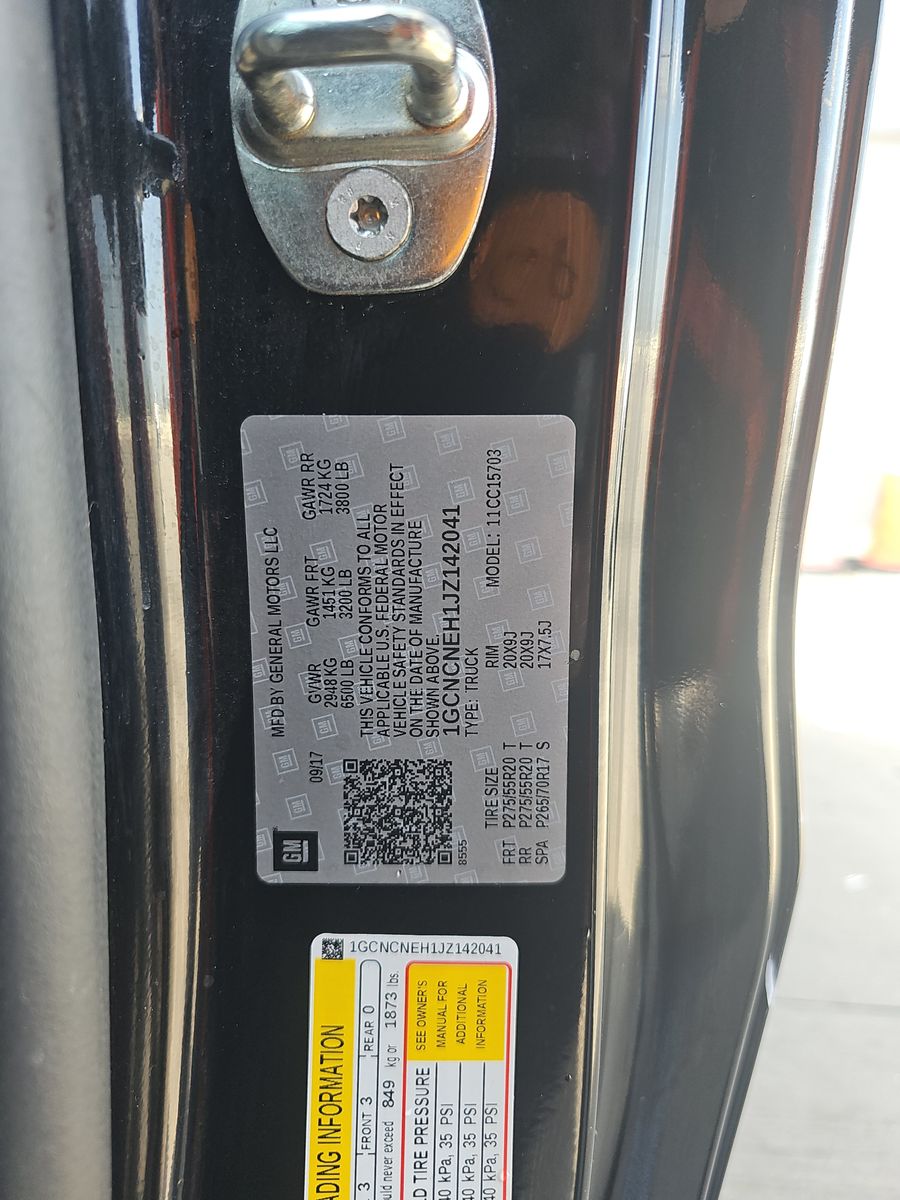 GM
09/17
MFD BY GENERAL MOTORS LLC
GVWR GAWR FRT GAWR RR
2948 KG 1451 KG 1724 KG
6500 LB 3200 LB 3800 LB
THIS VEHICLE CONFORMS TO ALL
APPLICABLE U.S. FEDERAL MOTOR
VEHICLE SAFETY STANDARDS IN EFFECT
ON THE DATE OF MANUFACTURE
SHOWN ABOVE.
1GCNCNEH1JZ142041
8555
TYPE: TRUCK MODEL: 11CC15703
TIRE SIZE RIM
FRT P275/55R20 T 20X9J
RR P275/55R20 T 20X9J
SPA P265/70R17 S 17X7.5J
1GCNCNEH1JZ142041
ADING INFORMATION
3 FRONT 3 REAR 0
uld never exceed 849 kg or 1873 lbs.
D TIRE PRESSURE
40 kPa, 35 PSI
40 kPa, 35 PSI
40 kPa, 35 PSI
SEE OWNER'S
MANUAL FOR
ADDITIONAL
INFORMATION